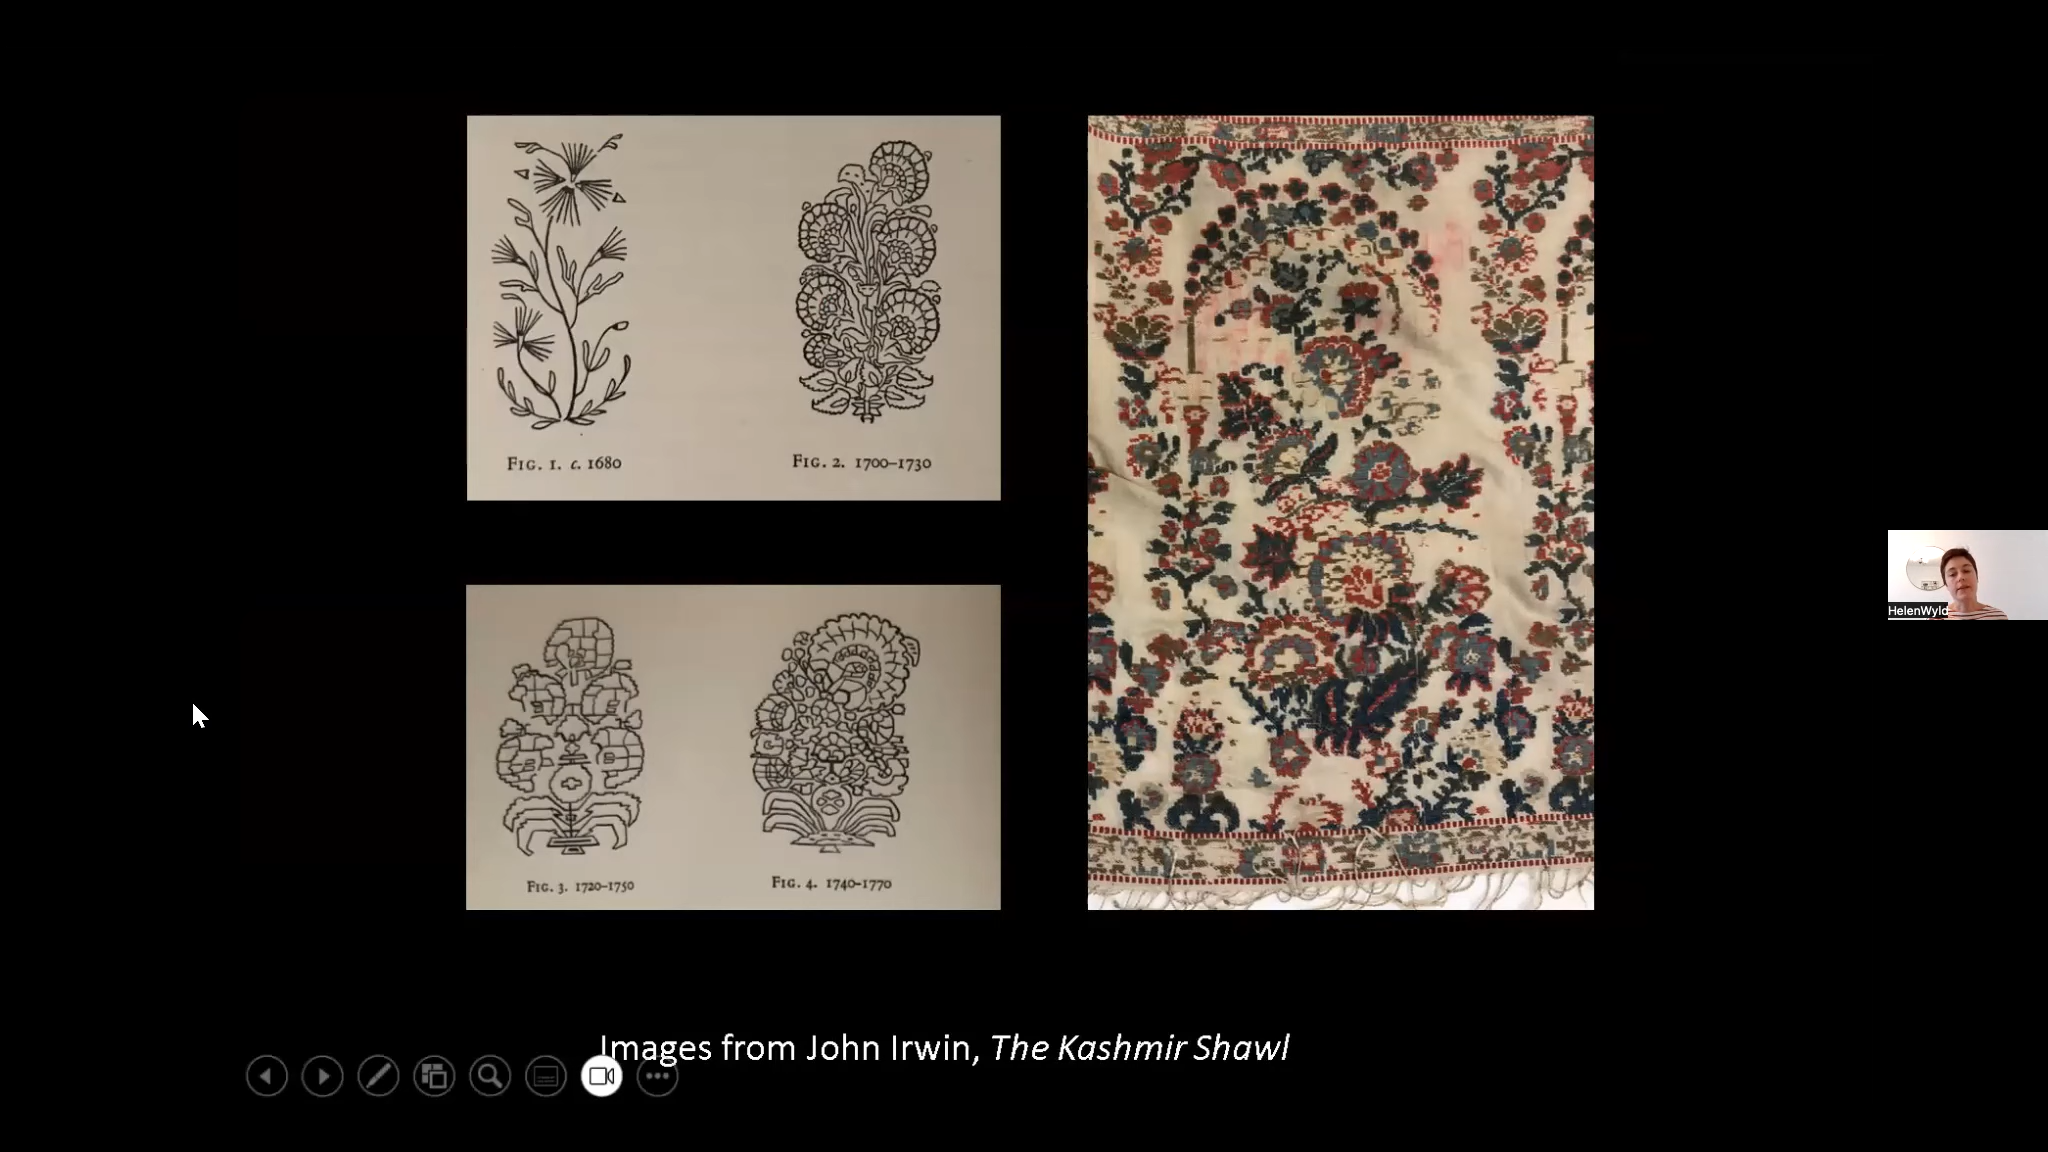 FIG. 1. c. 1680
FIG. 2. 1700–1730
FIG. 3. 1720–1750
FIG. 4. 1740–1770
HelenWyld
Images from John Irwin, The Kashmir Shawl